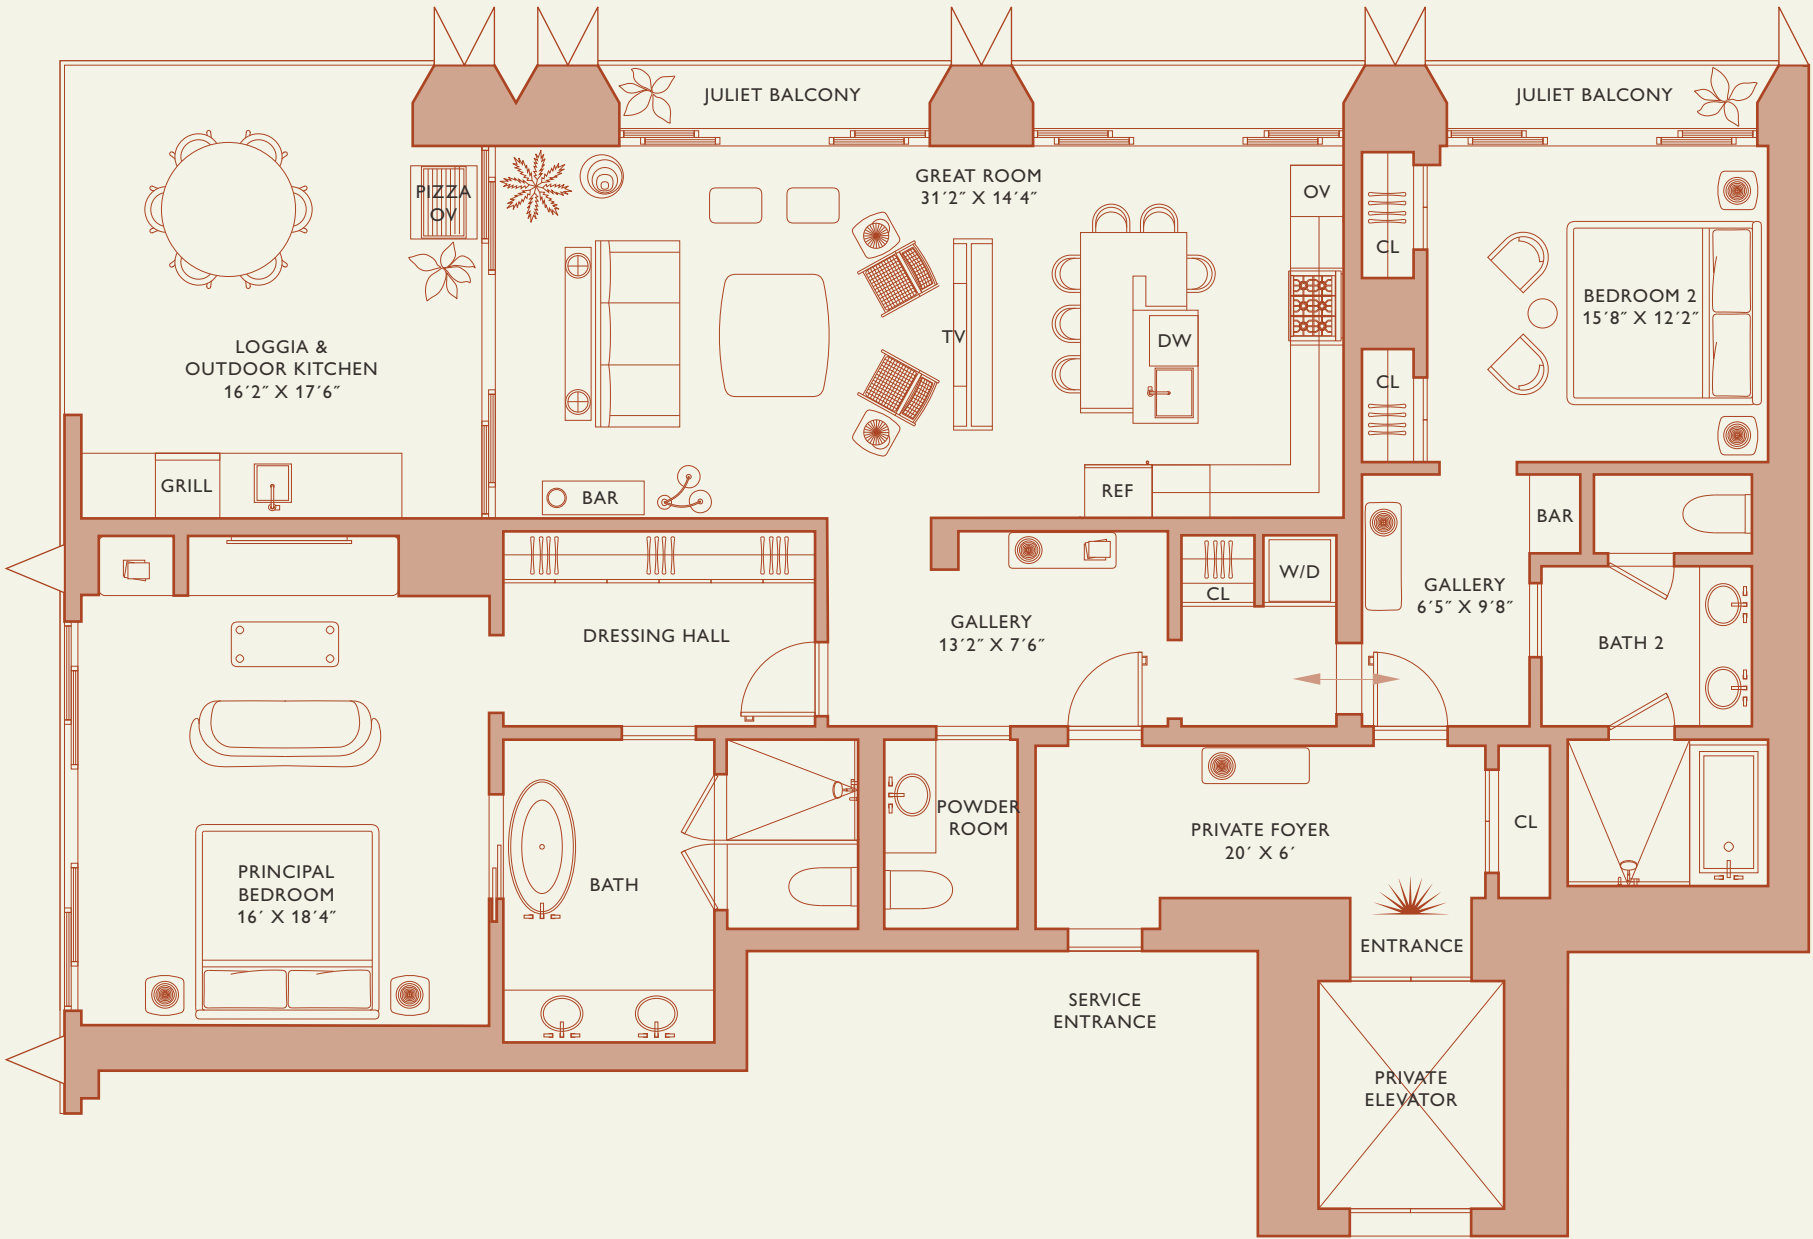 JULIET BALCONY
JULIET BALCONY
PIZZA
OV
GREAT ROOM
31´2˝ X 14´4˝
OV
CL
BEDROOM 2
15´8˝ X 12´2˝
LOGGIA &
OUTDOOR KITCHEN
16´2˝ X 17´6˝
TV
DW
CL
GRILL
BAR
REF
BAR
W/D
CL
GALLERY
6´5˝ X 9´8˝
DRESSING HALL
GALLERY
13´2˝ X 7´6˝
BATH 2
POWDER
ROOM
PRIVATE FOYER
20´ X 6´
CL
PRINCIPAL
BEDROOM
16´ X 18´4˝
BATH
ENTRANCE
SERVICE
ENTRANCE
PRIVATE
ELEVATOR